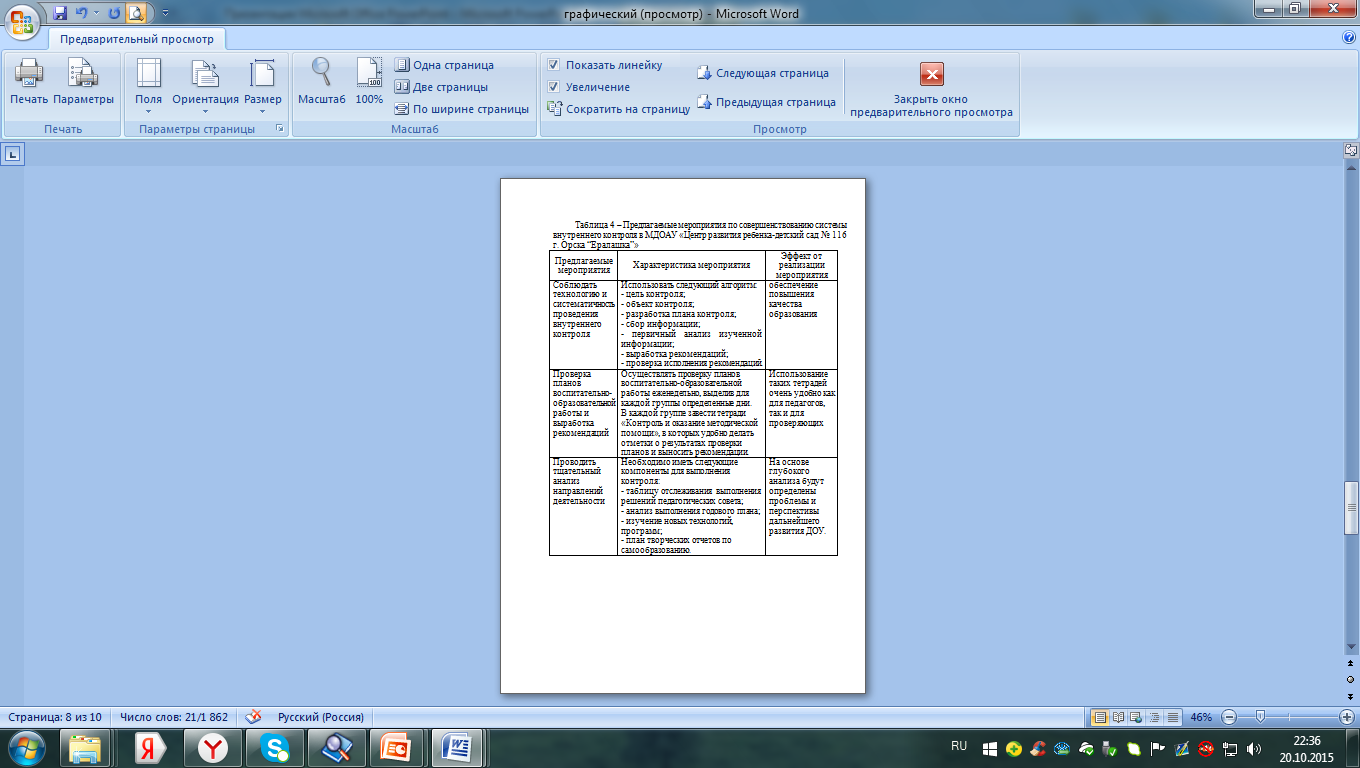 графический (просмотр) - Microsoft Word
Предварительный просмотр
Печать
Параметры
Печать
Поля
Ориентация
Размер
Параметры страницы
Масштаб
100%
Одна страница
Две страницы
По ширине страницы
Масштаб
Показать линейку
Увеличение
Сократить на страницу
Следующая страница
Предыдущая страница
Просмотр
Закрыть окно
предварительного просмотра
Таблица 4 – Предлагаемые мероприятия по совершенствованию системы
внутреннего контроля в МДОАУ «Центр развития ребенка-детский сад № 116
г. Орска “Ералашка”»
Предлагаемые
мероприятия
Характеристика мероприятия
Эффект от
реализации
мероприятия
Соблюдать
технологию и
систематичность
проведения
внутреннего
контроля
Использовать следующий алгоритм:
- цель контроля;
- объект контроля;
- разработка плана контроля;
- сбор информации;
- первичный анализ изученной
информации;
- выработка рекомендаций;
- проверка исполнения рекомендаций
обеспечение
повышения
качества
образования
Проверка
планов
воспитательно-
образовательной
работы и
выработка
рекомендаций
Осуществлять проверку планов
воспитательно-образовательной
работы еженедельно, выделив для
каждой группы определенные дни.
В каждой группе завести тетради
«Контроль и оказание методической
помощи», в которых удобно делать
отметки о результатах проверки
планов и выносить рекомендации.
Использование
таких тетрадей
очень удобно как
для педагогов,
так и для
проверяющих
Проводить
тщательный
анализ
направлений
деятельности
Необходимо иметь следующие
компоненты для выполнения
контроля:
- таблицу отслеживания выполнения
решений педагогических совета;
- анализ выполнения годового плана;
- изучение новых технологий,
программ;
- план творческих отчетов по
самообразованию.
На основе
глубокого
анализа будут
определены
проблемы и
перспективы
дальнейшего
развития ДОУ.
Страница: 8 из 10
Число слов: 21/1 862
Русский (Россия)
46%
RU
22:36
20.10.2015